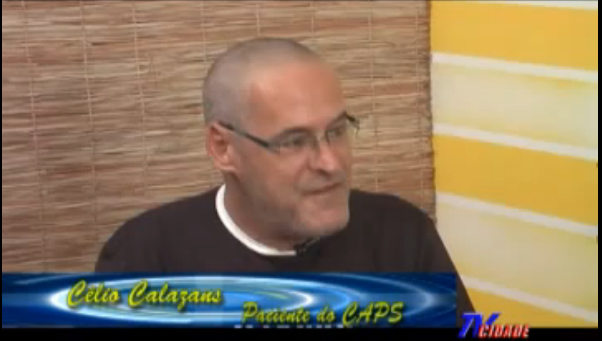 Célio Calazans
Paciente do CAPS
TV CIDADE